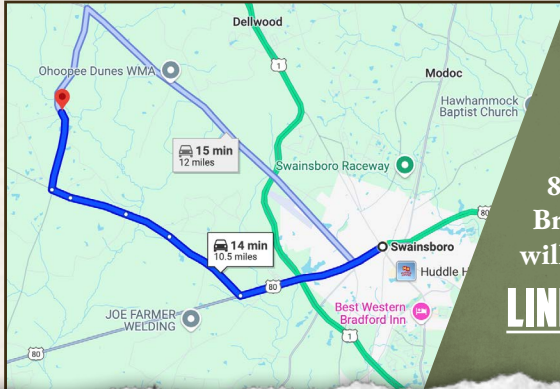 Dellwood
1
Ohoopee Dunes WMA
Modoc
Hawhammock
Baptist Church
15 min
12 miles
Swainsboro Raceway
80
14 min
10.5 miles
Swainsboro
Huddle H
80
Best Western
Bradford Inn
JOE FARMER
WELDING
1
80
8
Br
will
LIN